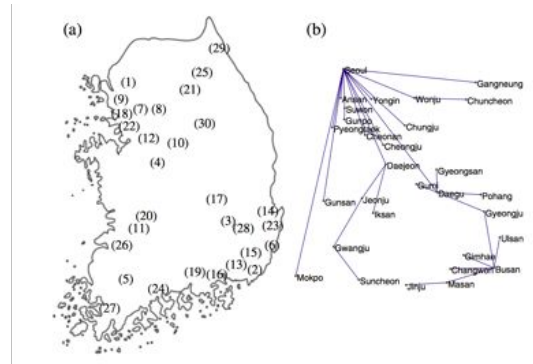 (a)
(b)
(29)
(25)
(1)
(21)
(9)
(7)
(8)
(18)
(22)
(30)
(12)
(10)
(4)
(17)
(14)
(20)
(3)
(28)
(23)
(11)
(26)
(6)
(15)
(13)
(2)
(5)
(19)
(16)
(24)
(27)
Seoul
Gangneung
Ansan
Yongin
Wonju
Chuncheon
Suwon
Gunpo
Pyeongtaek
Chungju
Cheonan
Cheongju
Daejeon
Gyeongsan
Gumi
Daegu
Pohang
Gunsan
Jeonju
Iksan
Gyeongju
Gwangju
Ulsan
Gimhae
Changwon
Busan
Mokpo
Suncheon
Jinju
Masan